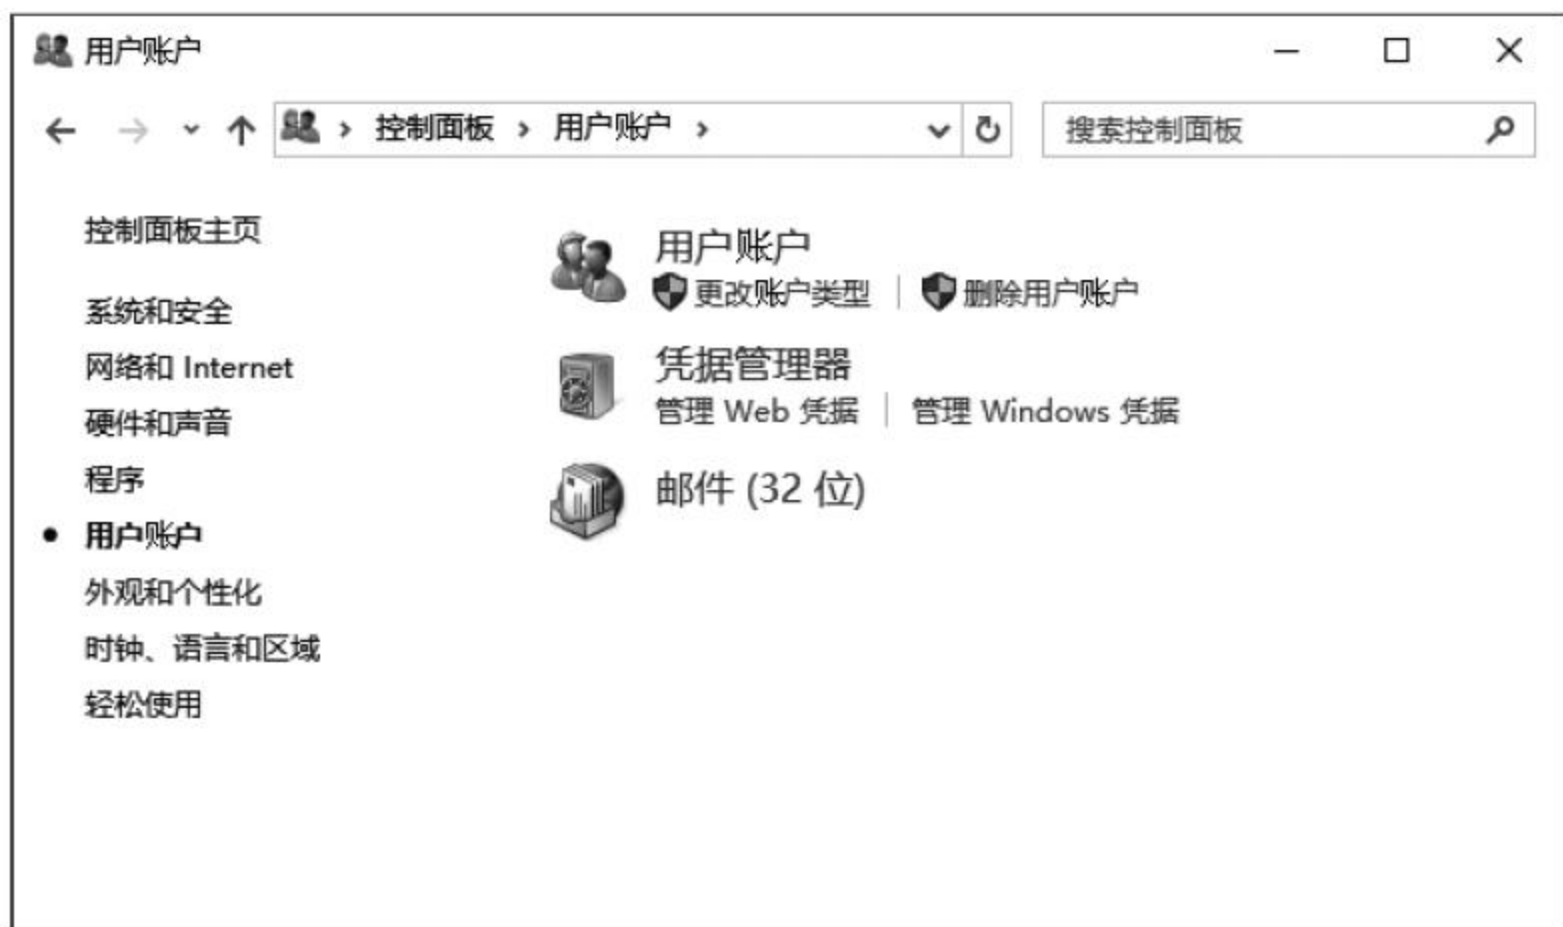 用户账户
控制面板 > 用户账户 > 搜索控制面板
控制面板主页
系统和安全
网络和 Internet
硬件和声音
程序
用户账户
外观和个性化
时钟、语言和区域
轻松使用
用户账户
更改账户类型 | 删除用户账户
凭据管理器
管理 Web 凭据 | 管理 Windows 凭据
邮件 (32 位)